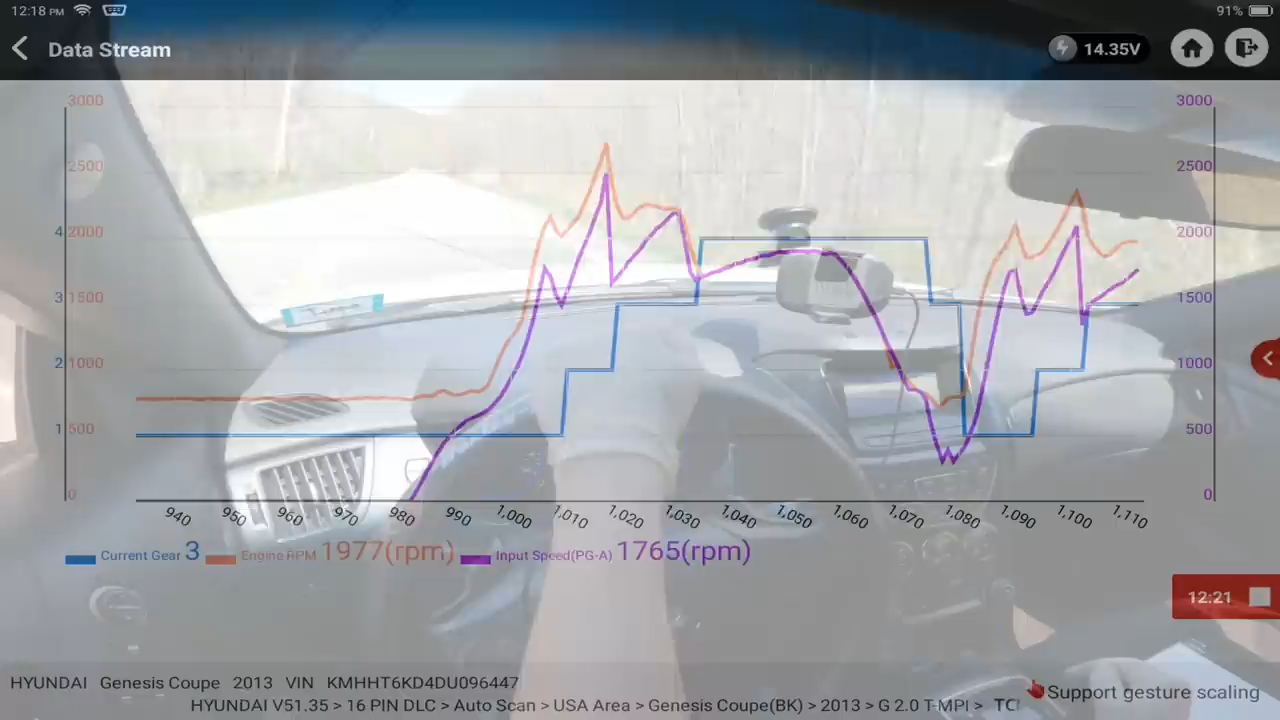 12:18 PM 91%
Data Stream 14.35V
3000 3000
2500 2500
4 2000 2000
3 1500 1500
2 1000 1000
1 500 500
0 0
940 950 960 970 980 990 1,000 1,010 1,020 1,030 1,040 1,050 1,060 1,070 1,080 1,090 1,100 1,110
Current Gear 3 Engine RPM 1977(rpm) Input Speed(PG-A) 1765(rpm)
12:21
HYUNDAI Genesis Coupe 2013 VIN KMHHT6KD4DU096447
Support gesture scaling
HYUNDAI V51.35 > 16 PIN DLC > Auto Scan > USA Area > Genesis Coupe(BK) > 2013 > G 2.0 T-MPI > TC